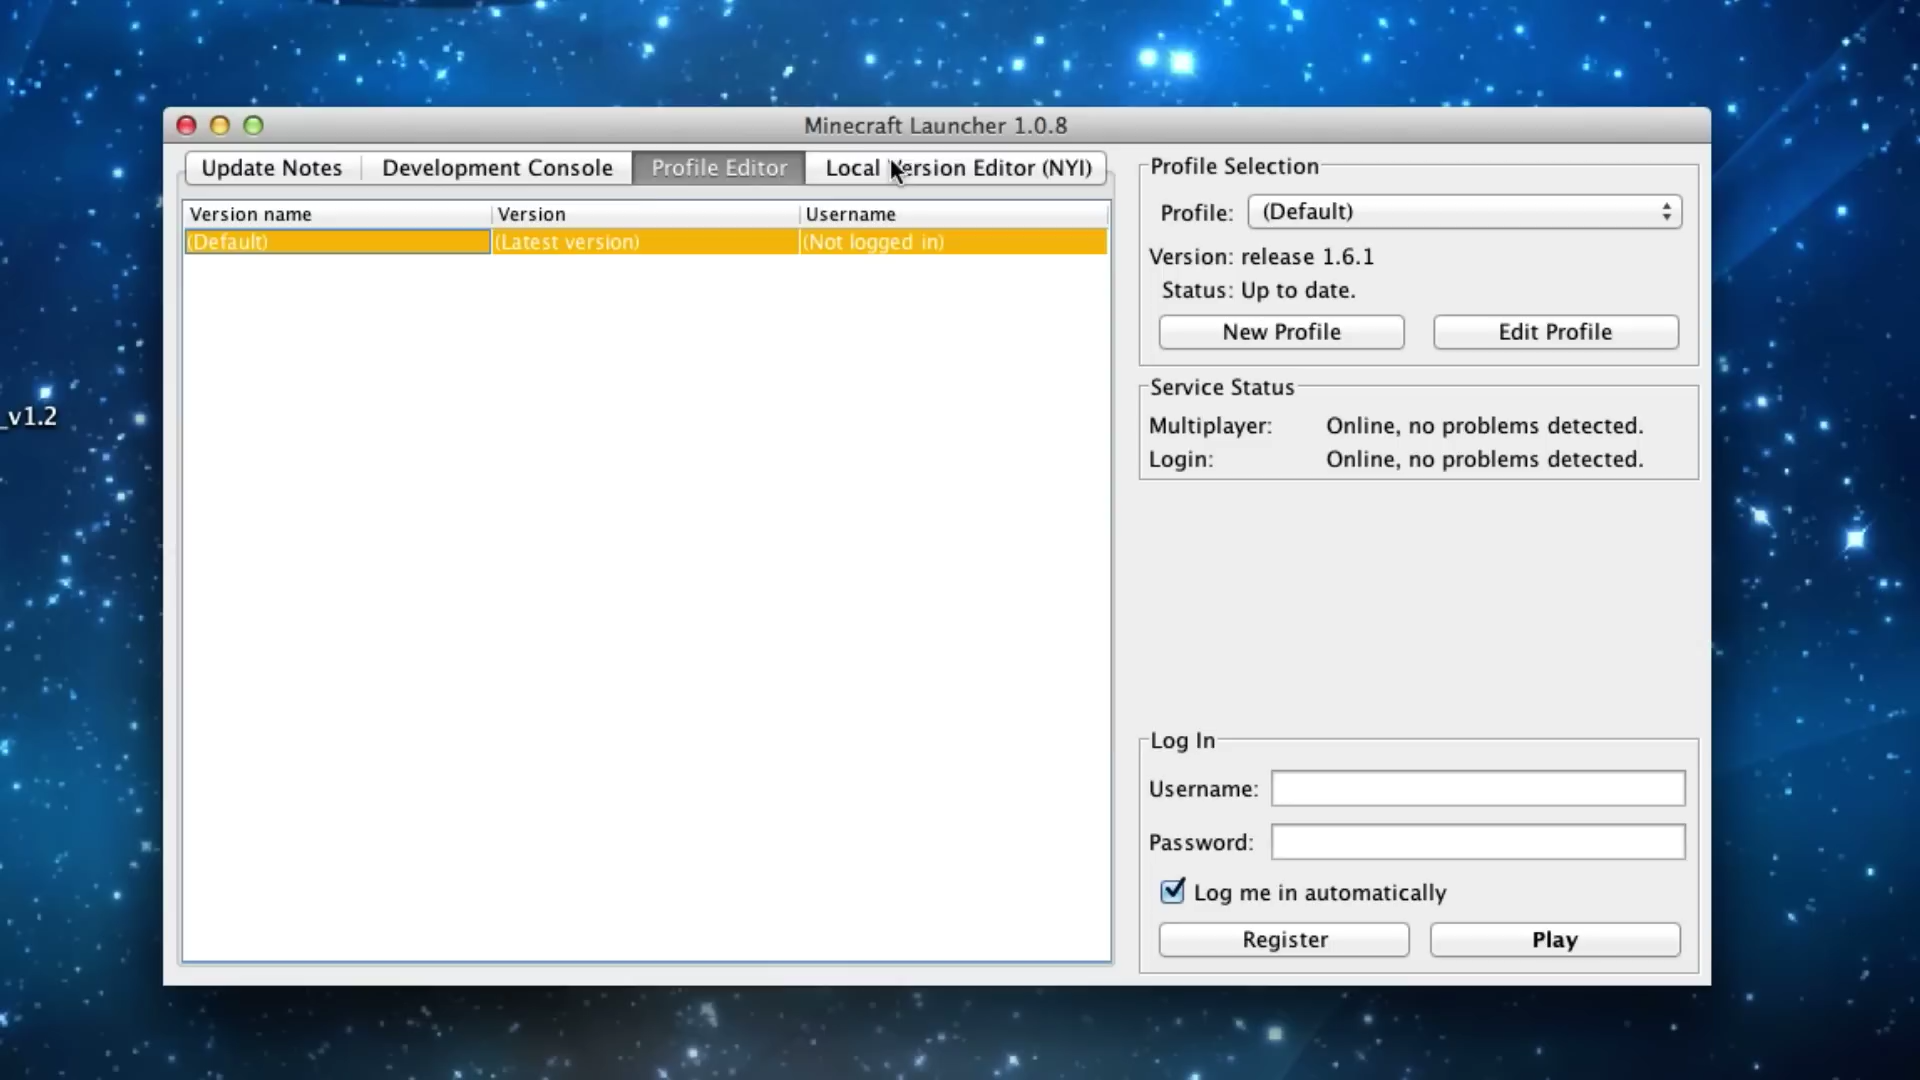 Minecraft Launcher 1.0.8
Update Notes
Development Console
Profile Editor
Local Version Editor (NYI)
Version name
Version
Username
(Default)
(Latest version)
(Not logged in)
Profile Selection
Profile: (Default)
Version: release 1.6.1
Status: Up to date.
New Profile
Edit Profile
Service Status
Multiplayer: Online, no problems detected.
Login: Online, no problems detected.
_v1.2
Log In
Username:
Password:
Log me in automatically
Register
Play